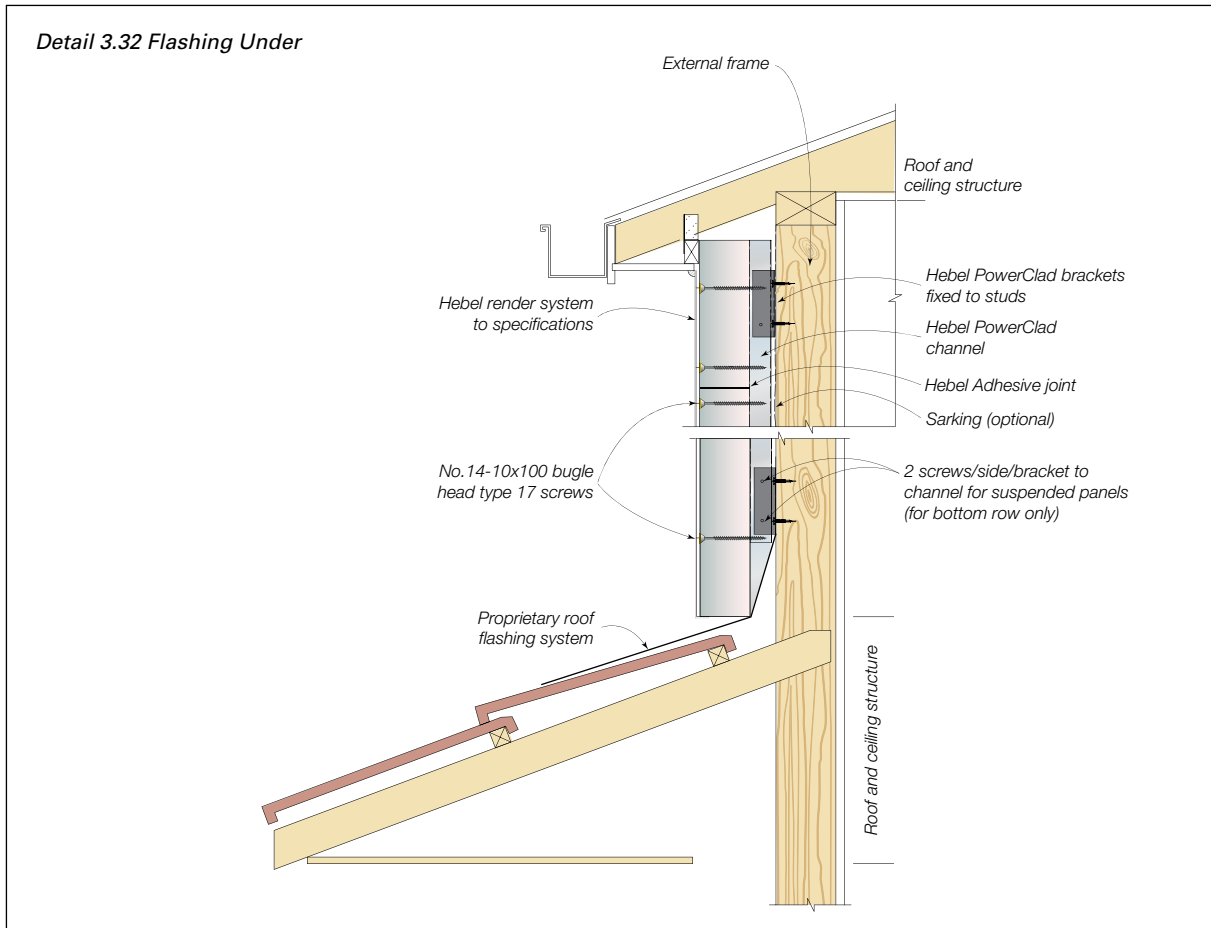 Detail 3.32 Flashing Under
External frame
Roof and
ceiling structure
Hebel render system
to specifications
Hebel PowerClad brackets
fixed to studs
Hebel PowerClad
channel
Hebel Adhesive joint
Sarking (optional)
No.14-10x100 bugle
head type 17 screws
2 screws/side/bracket to
channel for suspended panels
(for bottom row only)
Proprietary roof
flashing system
Roof and ceiling structure